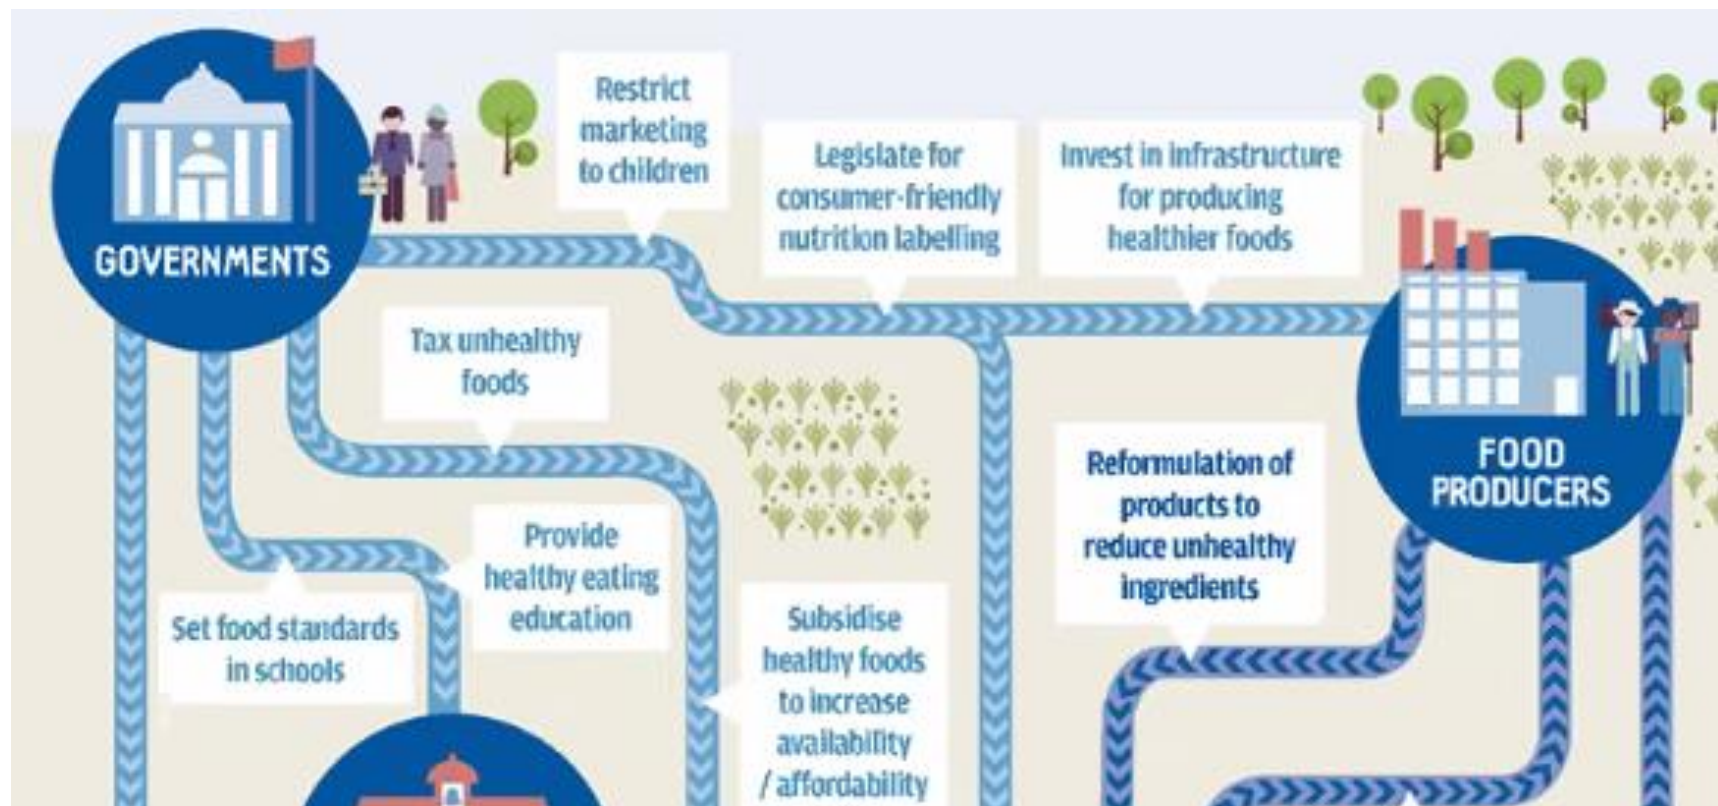 GOVERNMENTS
Restrict
marketing
to children
Legislate for
consumer-friendly
nutrition labelling
Invest in infrastructure
for producing
healthier foods
FOOD
PRODUCERS
Tax unhealthy
foods
Reformulation of
products to
reduce unhealthy
ingredients
Provide
healthy eating
education
Set food standards
in schools
Subsidise
healthy foods
to increase
availability
/ affordability